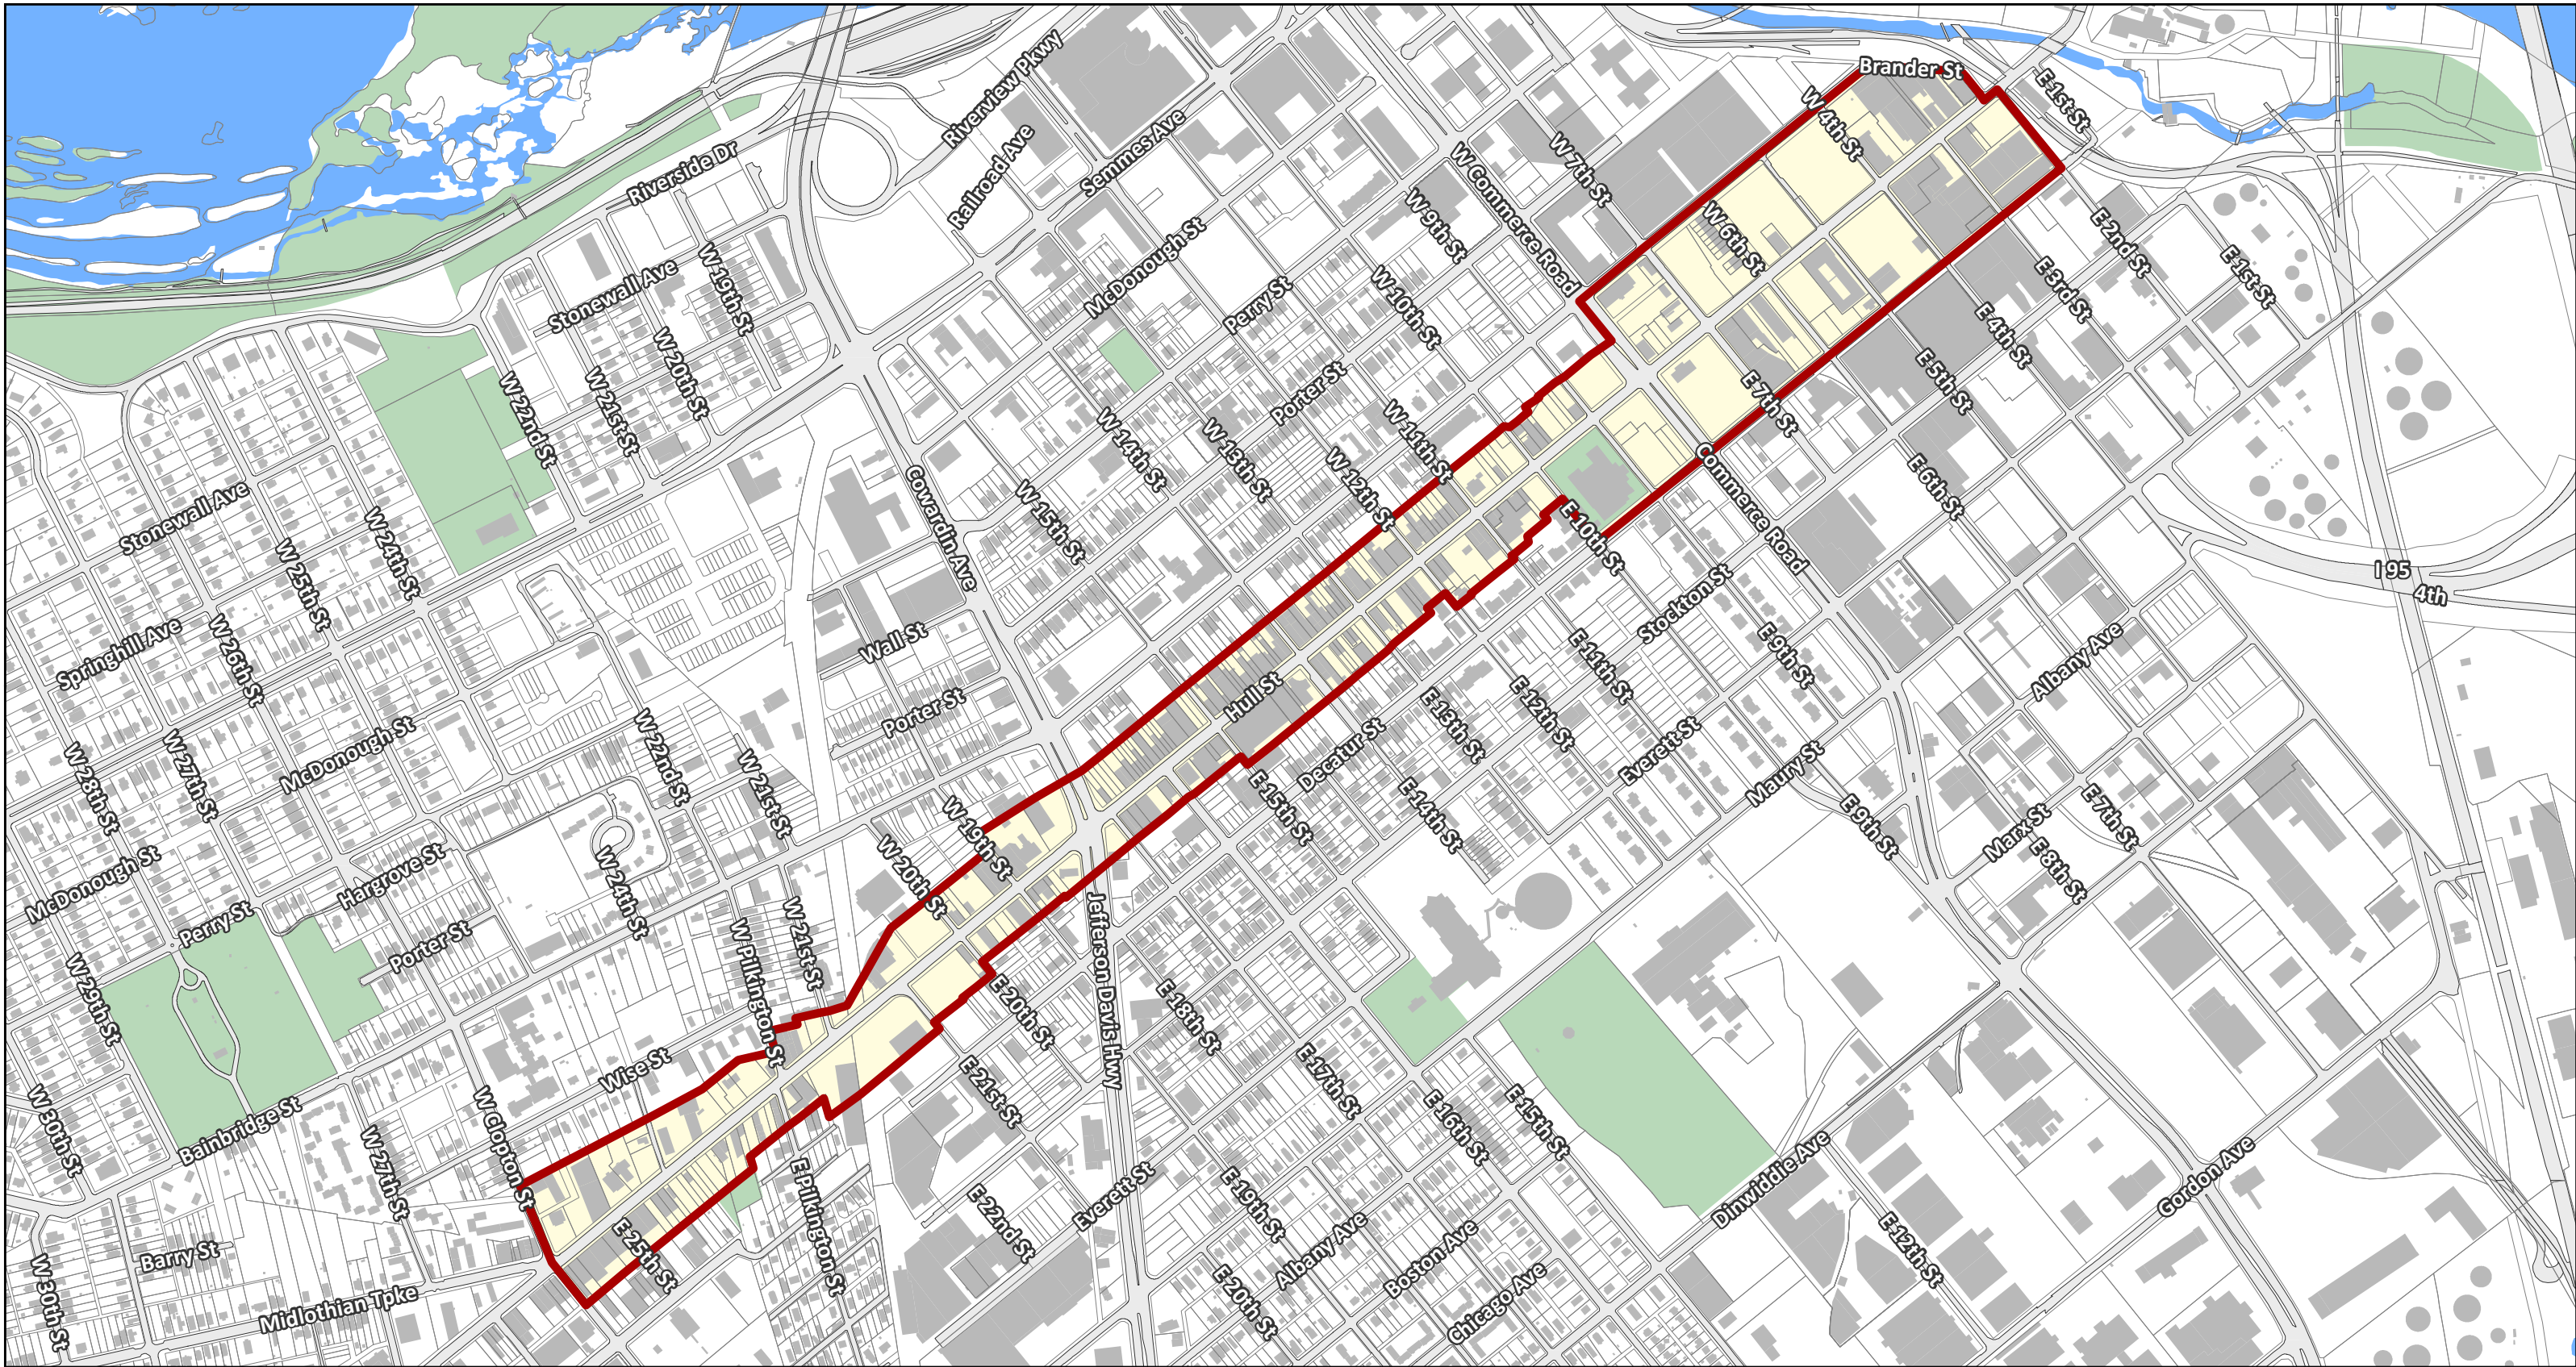 Brander St
Riverview Pkwy
E 1st St
W 4th St
Semmes Ave
Railroad Ave
W 7th St
W Commerce Road
Riverside Dr
W 9th St
W 6th St
E 2nd St
McDonough St
E 1st St
W 19th St
Stonewall Ave
W 10th St
Perry St
E 3rd St
E 4th St
W 20th St
W 22nd St
W 21st St
Porter St
E 5th St
E 7th St
W 14th St
W 13th St
W 11th St
W 12th St
Commerce Road
E 6th St
Stonewall Ave
W 24th St
Cowardin Ave
W 15th St
E 10th St
W 25th St
I 95
4th
Stockton St
Springhill Ave
W 26th St
Wall St
E 11th St
E 9th St
Albany Ave
Hull St
E 12th St
E 13th St
Porter St
McDonough St
W 22nd St
W 28th St
W 27th St
W 21st St
Decatur St
Everett St
Maury St
E 15th St
E 14th St
W 19th St
E 9th St
E 7th St
Marx St
E 8th St
W 20th St
McDonough St
Hargrove St
W 24th St
Perry St
Porter St
W Pilkington St
W 21st St
Jefferson Davis Hwy
W 29th St
E 20th St
E 18th St
Wise St
E 21st St
E 17th St
W 30th St
Bainbridge St
W Clopton St
W 27th St
E 16th St
E 15th St
Dinwiddie Ave
Gordon Ave
E Pilkington St
E 22nd St
Everett St
E 19th St
Albany Ave
Boston Ave
E 12th St
Barry St
E 25th St
W 30th St
Midlothian Tpke
E 20th St
Chicago Ave